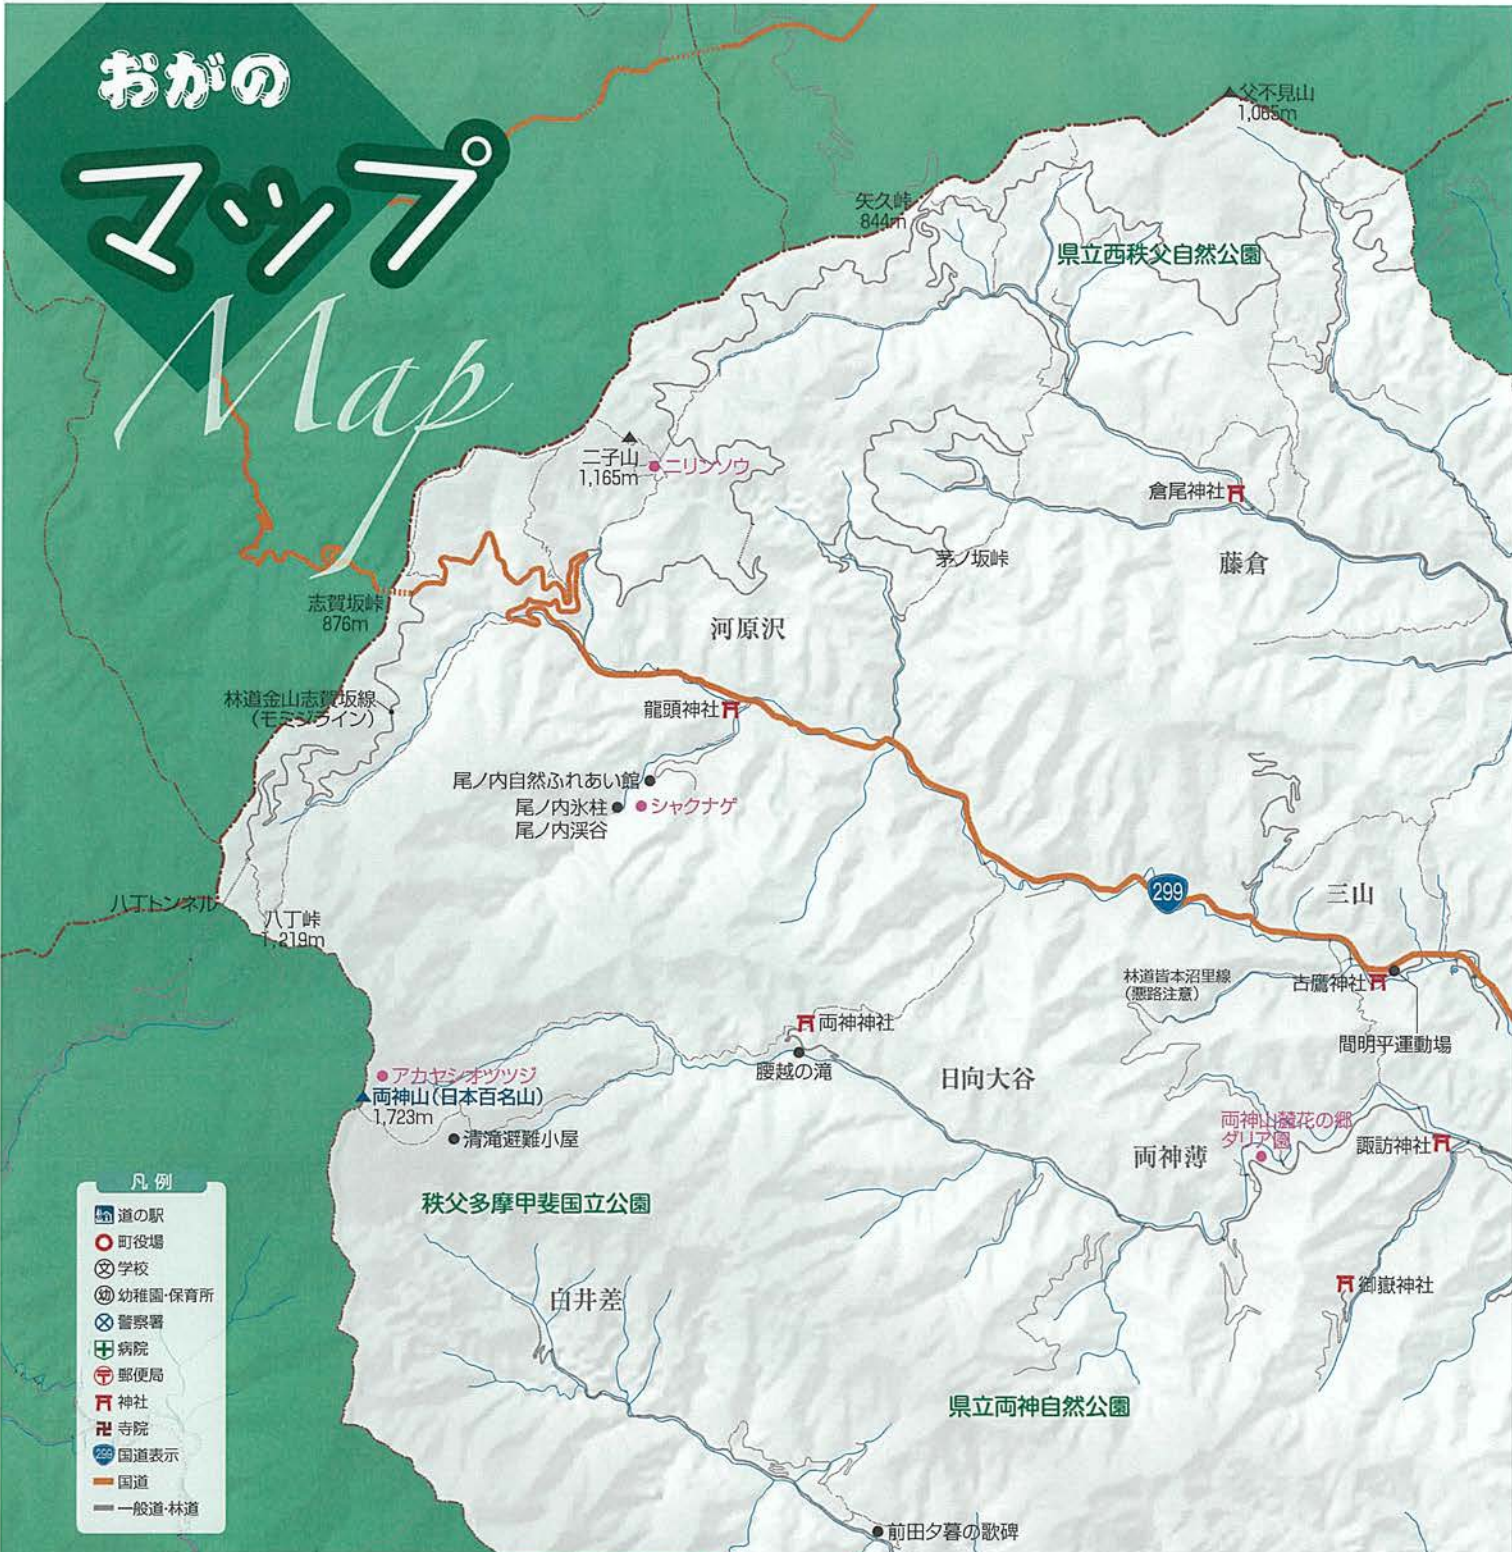 おがの
マップ
Map
父不見山
1,065m
矢久峠
844m
県立西秩父自然公園
二子山
1,165m
ニリンソウ
倉尾神社
茅ノ坂峠
藤倉
志賀坂峠
876m
河原沢
林道金山志賀坂線
(モミジライン)
龍頭神社
尾ノ内自然ふれあい館
尾ノ内氷柱
尾ノ内渓谷
シャクナゲ
299
三山
八丁トンネル
八丁峠
1,219m
林道皆本沼里線
(悪路注意)
古鷹神社
間明平運動場
両神神社
腰越の滝
日向大谷
アカヤシオツツジ
両神山(日本百名山)
1,723m
清滝避難小屋
両神薄
両神山麓花の郷
ダリア園
諏訪神社
秩父多摩甲斐国立公園
御嶽神社
白井差
県立両神自然公園
前田夕暮の歌碑
凡例
道の駅
町役場
文 学校
幼 幼稚園・保育所
警察署
病院
〒 郵便局
神社
卍 寺院
299 国道表示
国道
一般道・林道